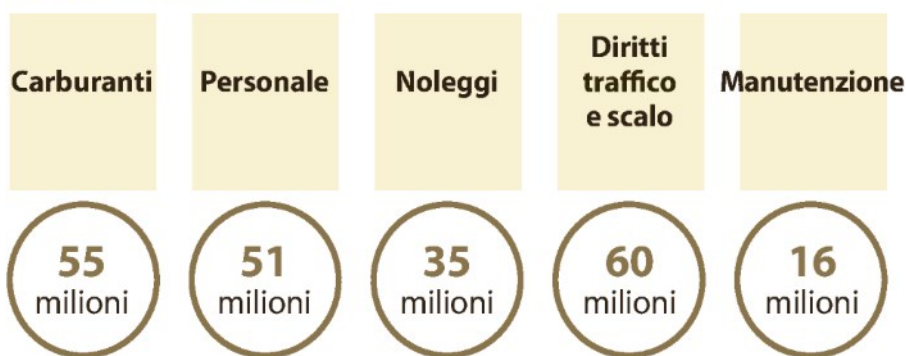 Carburanti
Personale
Noleggi
Diritti
traffico
e scalo
Manutenzione
55
milioni
51
milioni
35
milioni
60
milioni
16
milioni